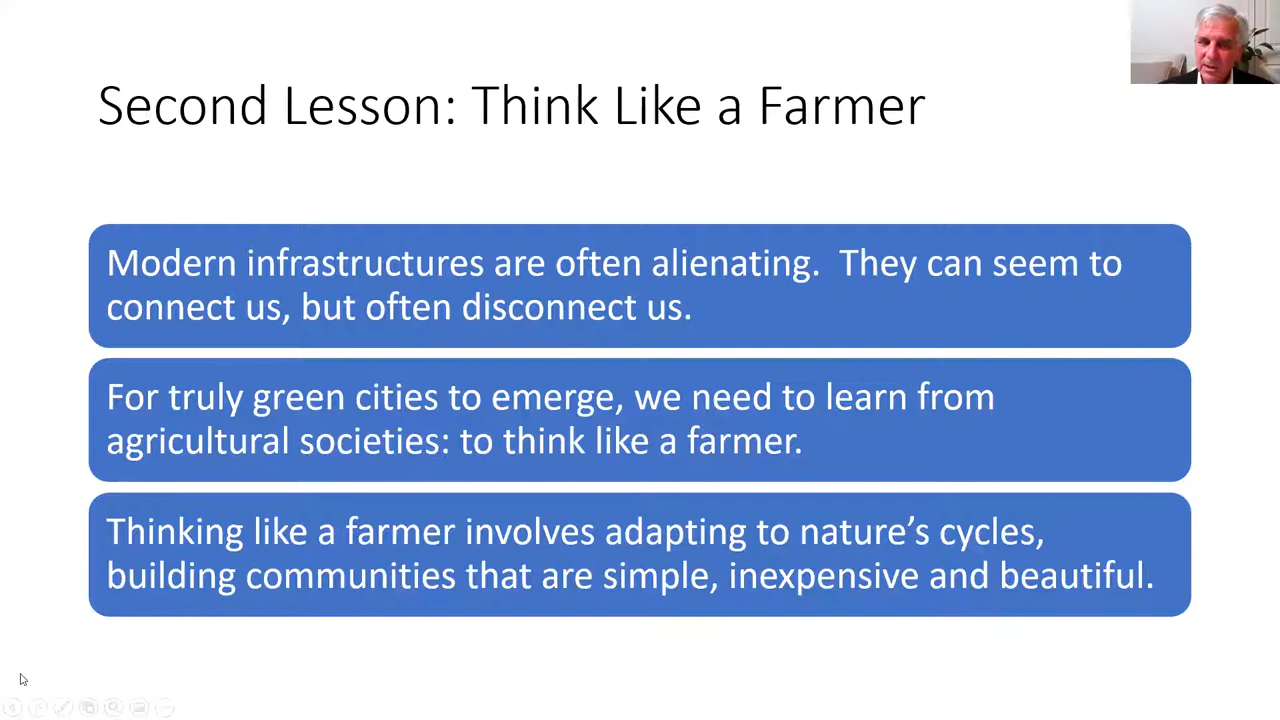 Second Lesson: Think Like a Farmer
Modern infrastructures are often alienating.  They can seem to
connect us, but often disconnect us.
For truly green cities to emerge, we need to learn from
agricultural societies: to think like a farmer.
Thinking like a farmer involves adapting to nature’s cycles,
building communities that are simple, inexpensive and beautiful.